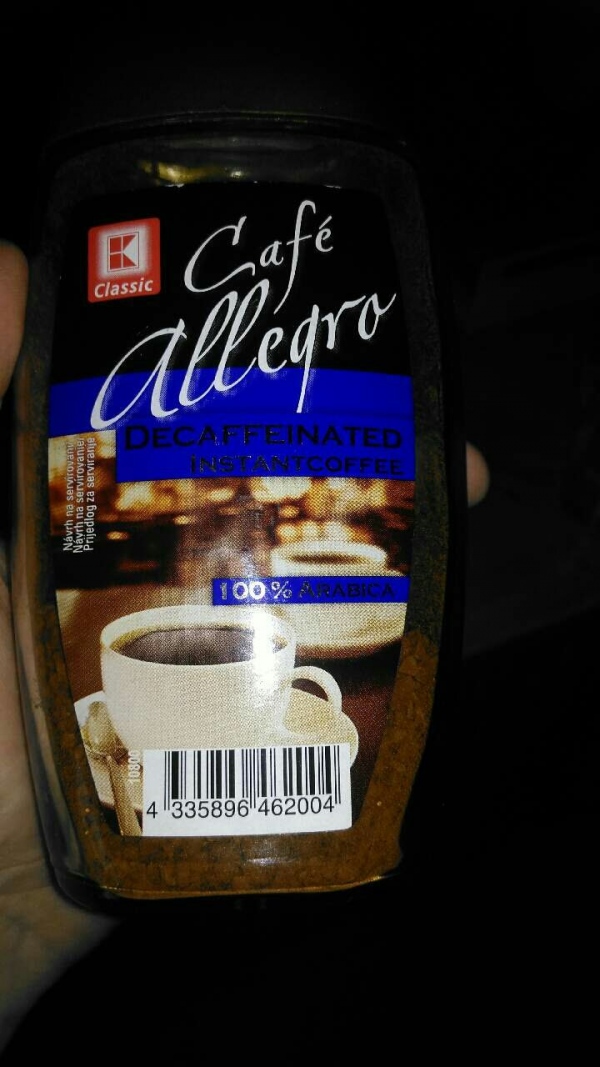 K
Classic
Café
Allegro
DECAFFEINATED
INSTANTCOFFEE
Návrh na servírování
Návrh na servírovanie
Prijedlog za serviranje
100% ARABICA
10800
4 335896 462004